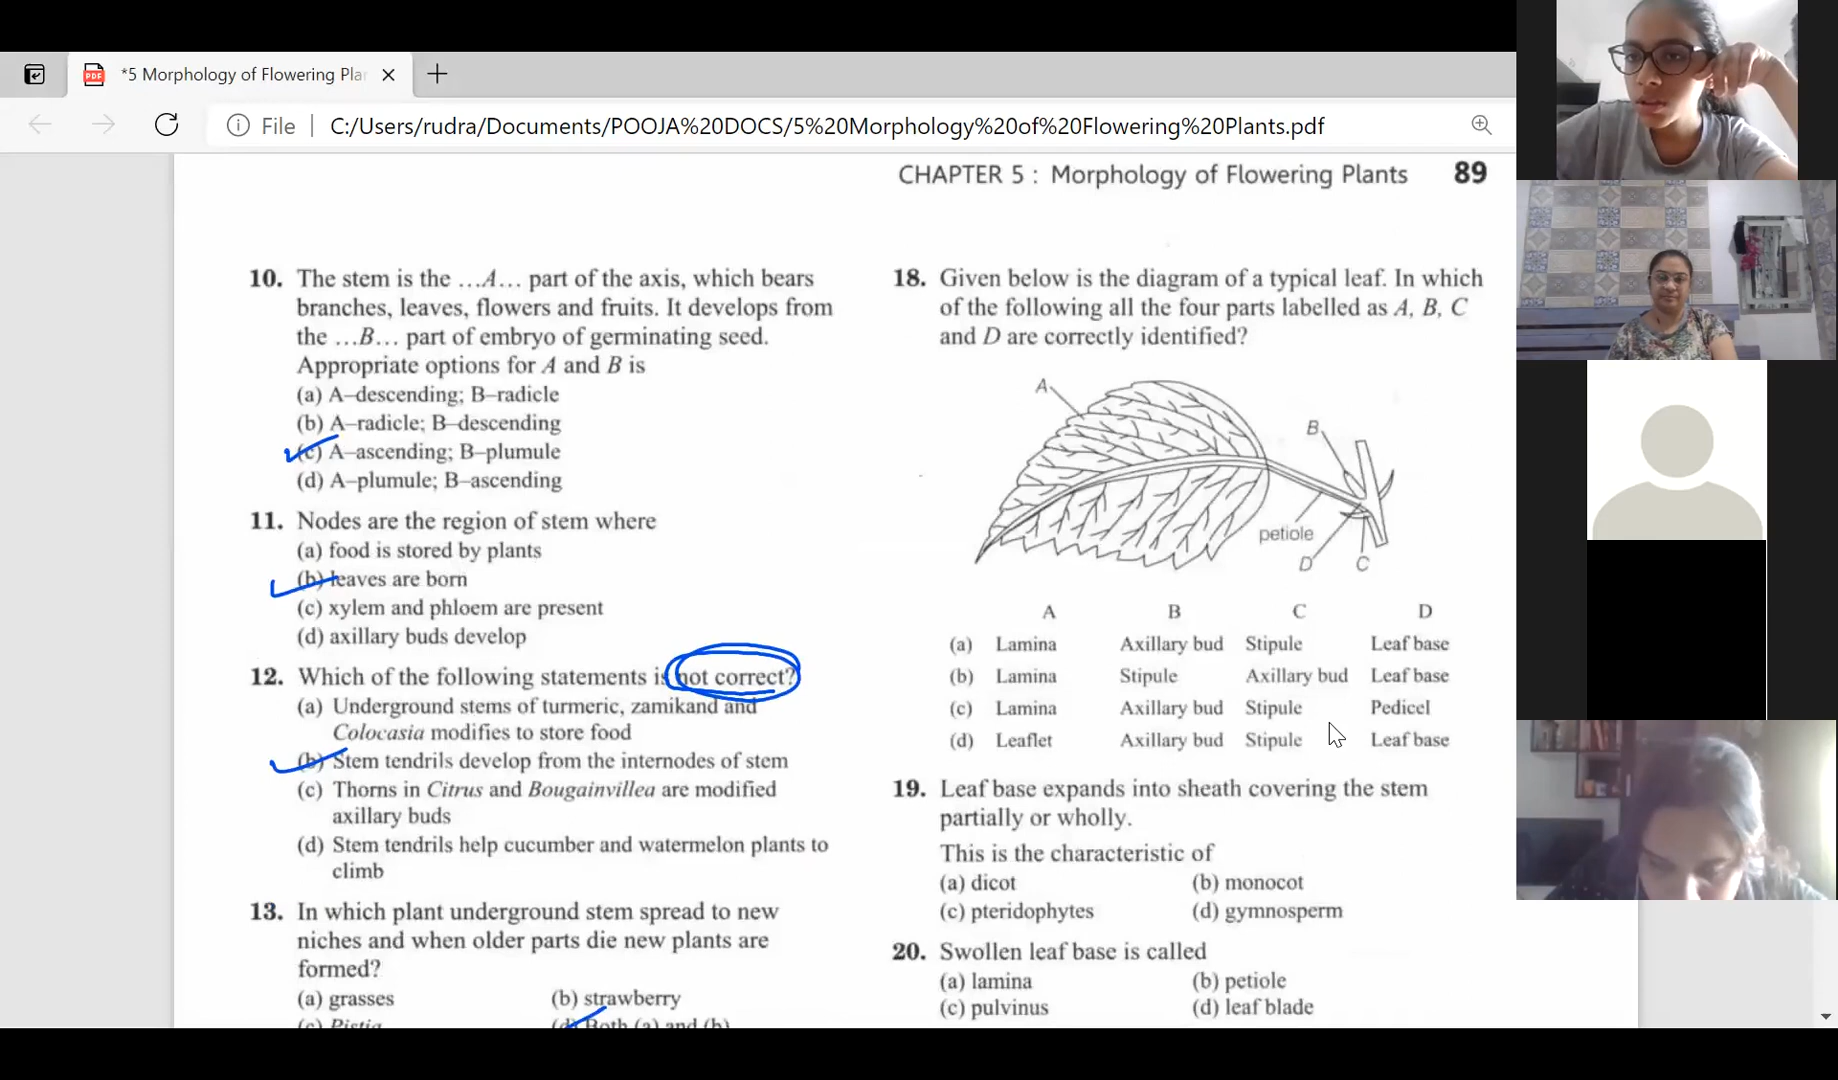 *5 Morphology of Flowering Pla
File
C:/Users/rudra/Documents/POOJA%20DOCS/5%20Morphology%20of%20Flowering%20Plants.pdf
CHAPTER 5 : Morphology of Flowering Plants 89
10. The stem is the ...A... part of the axis, which bears
branches, leaves, flowers and fruits. It develops from
the ...B... part of embryo of germinating seed.
Appropriate options for A and B is
(a) A–descending; B–radicle
(b) A–radicle; B–descending
(c) A–ascending; B–plumule
(d) A–plumule; B–ascending
11. Nodes are the region of stem where
(a) food is stored by plants
(b) leaves are born
(c) xylem and phloem are present
(d) axillary buds develop
12. Which of the following statements is not correct?
(a) Underground stems of turmeric, zamikand and
Colocasia modifies to store food
(b) Stem tendrils develop from the internodes of stem
(c) Thorns in Citrus and Bougainvillea are modified
axillary buds
(d) Stem tendrils help cucumber and watermelon plants to
climb
13. In which plant underground stem spread to new
niches and when older parts die new plants are
formed?
(a) grasses (b) strawberry
(c) Pistia (d) Both (a) and (b)
18. Given below is the diagram of a typical leaf. In which
of the following all the four parts labelled as A, B, C
and D are correctly identified?
A
B
petiole
D C
A B C D
(a) Lamina Axillary bud Stipule Leaf base
(b) Lamina Stipule Axillary bud Leaf base
(c) Lamina Axillary bud Stipule Pedicel
(d) Leaflet Axillary bud Stipule Leaf base
19. Leaf base expands into sheath covering the stem
partially or wholly.
This is the characteristic of
(a) dicot (b) monocot
(c) pteridophytes (d) gymnosperm
20. Swollen leaf base is called
(a) lamina (b) petiole
(c) pulvinus (d) leaf blade